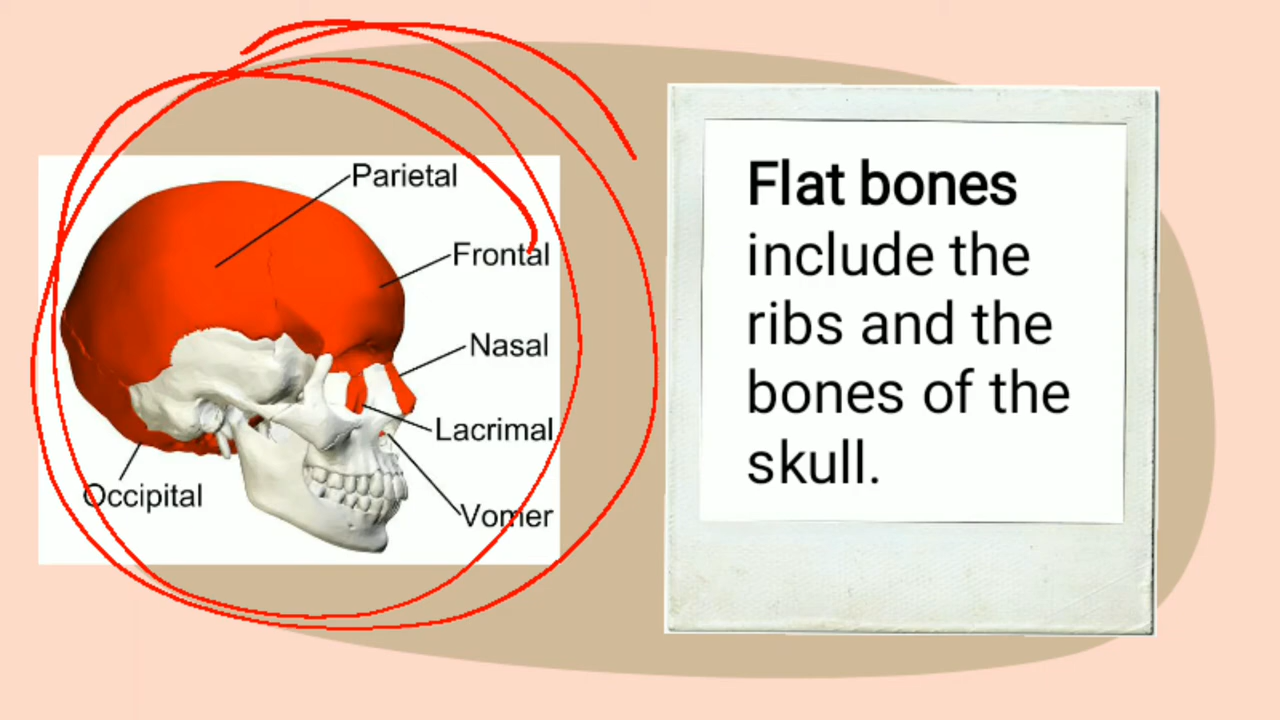 Parietal
Frontal
Nasal
Lacrimal
Occipital
Vomer
Flat bones
include the
ribs and the
bones of the
skull.